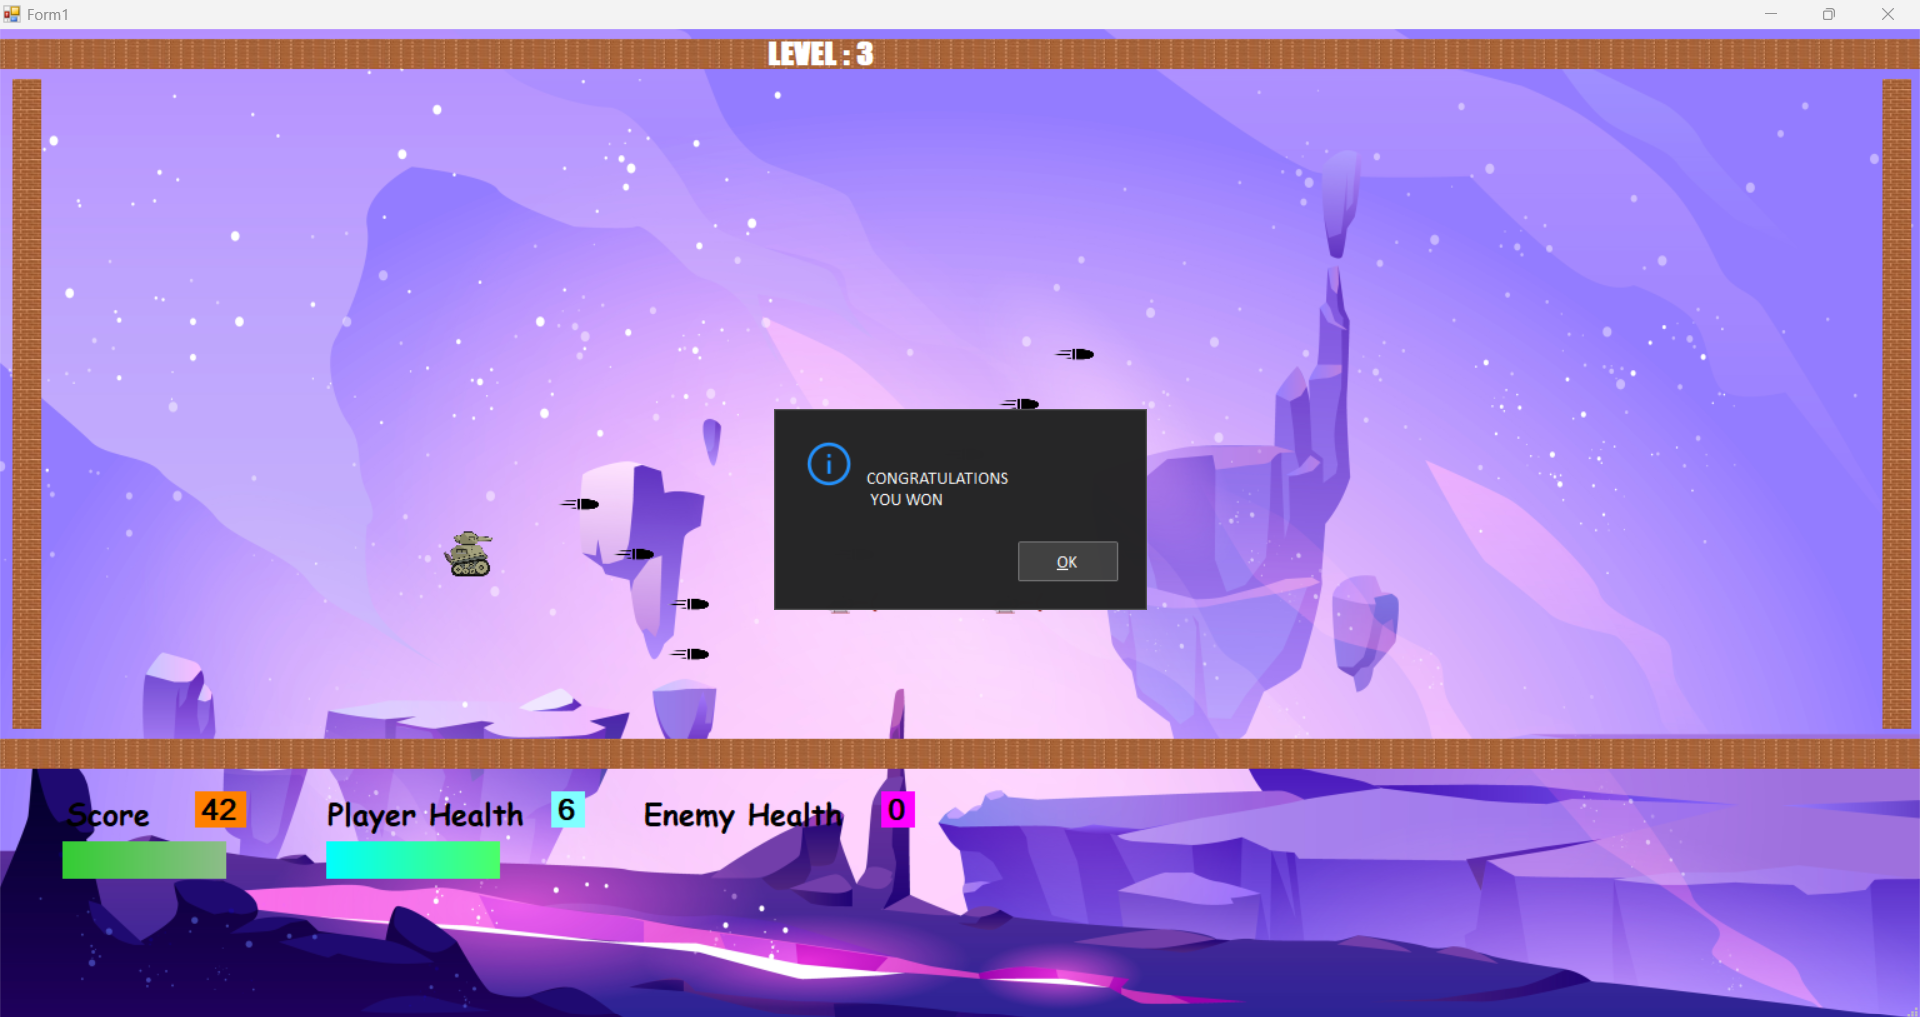 Form1
LEVEL : 3
CONGRATULATIONS
YOU WON
OK
Score 42 Player Health 6 Enemy Health 0